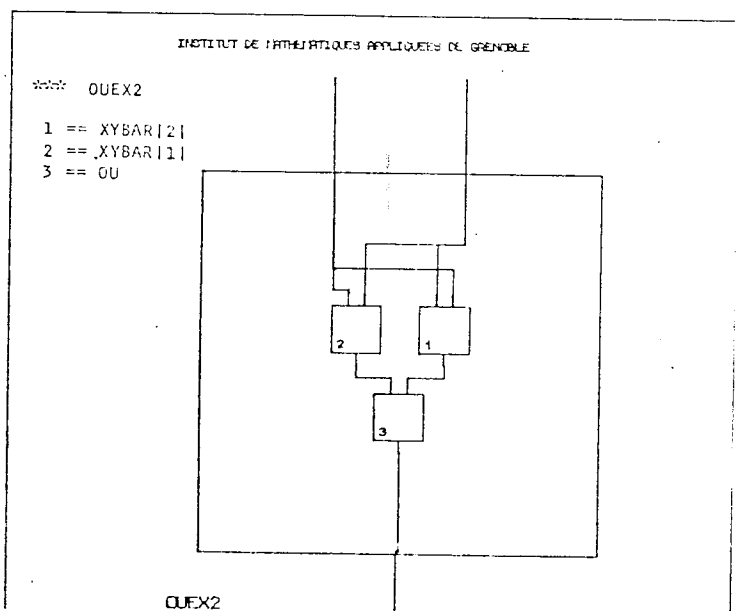 INSTITUT DE MATHEMATIQUES APPLIQUEES DE GRENOBLE
*** OUEX2
1 == XYBAR|2|
2 == XYBAR|1|
3 == OU
2
1
3
OUEX2